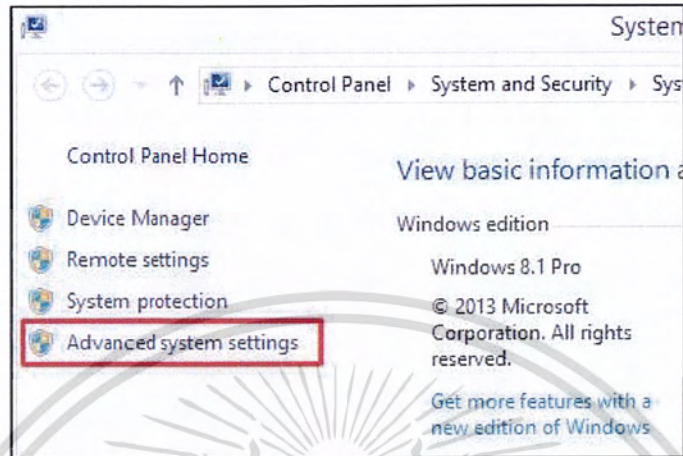 System
Control Panel ▸ System and Security ▸ Sys
Control Panel Home
Device Manager
Remote settings
System protection
Advanced system settings
View basic information a
Windows edition
Windows 8.1 Pro
© 2013 Microsoft
Corporation. All rights
reserved.
Get more features with a
new edition of Windows